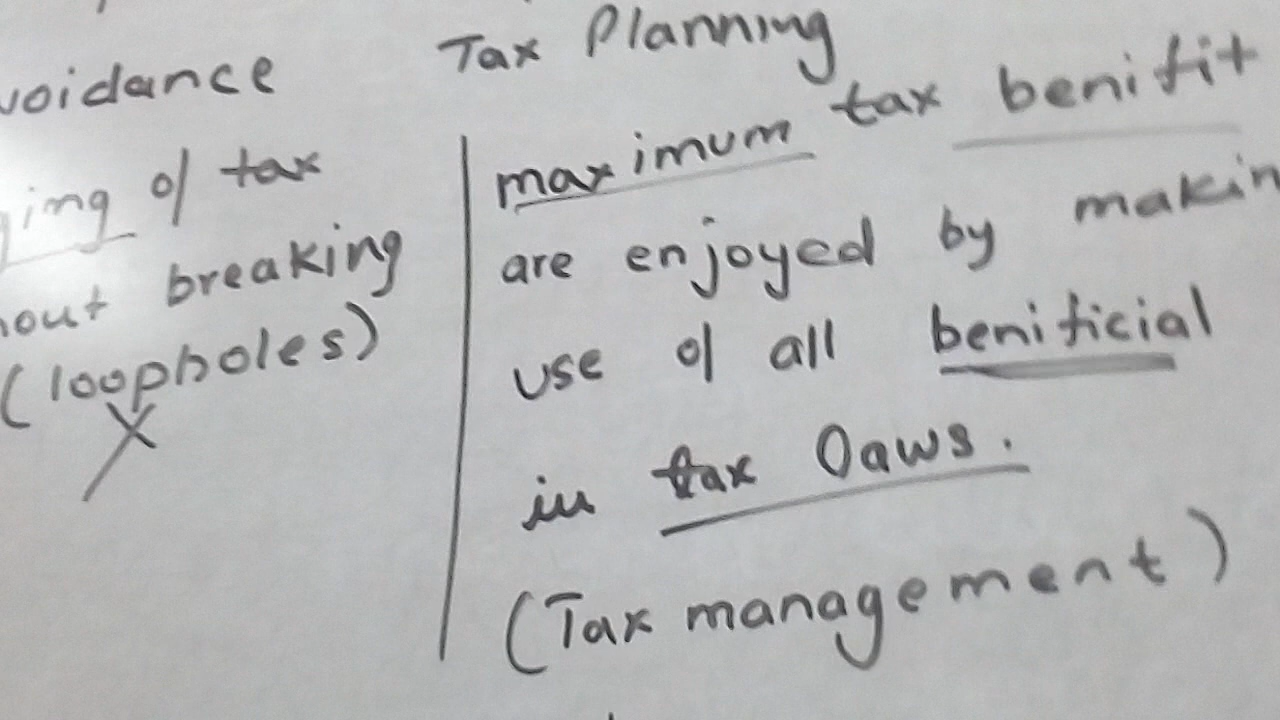 voidance
ging of tax
hout breaking
(loopholes)
X
Tax Planning
maximum tax benifit
are enjoyed by makin
use of all benificial
in tax laws.
(Tax management)